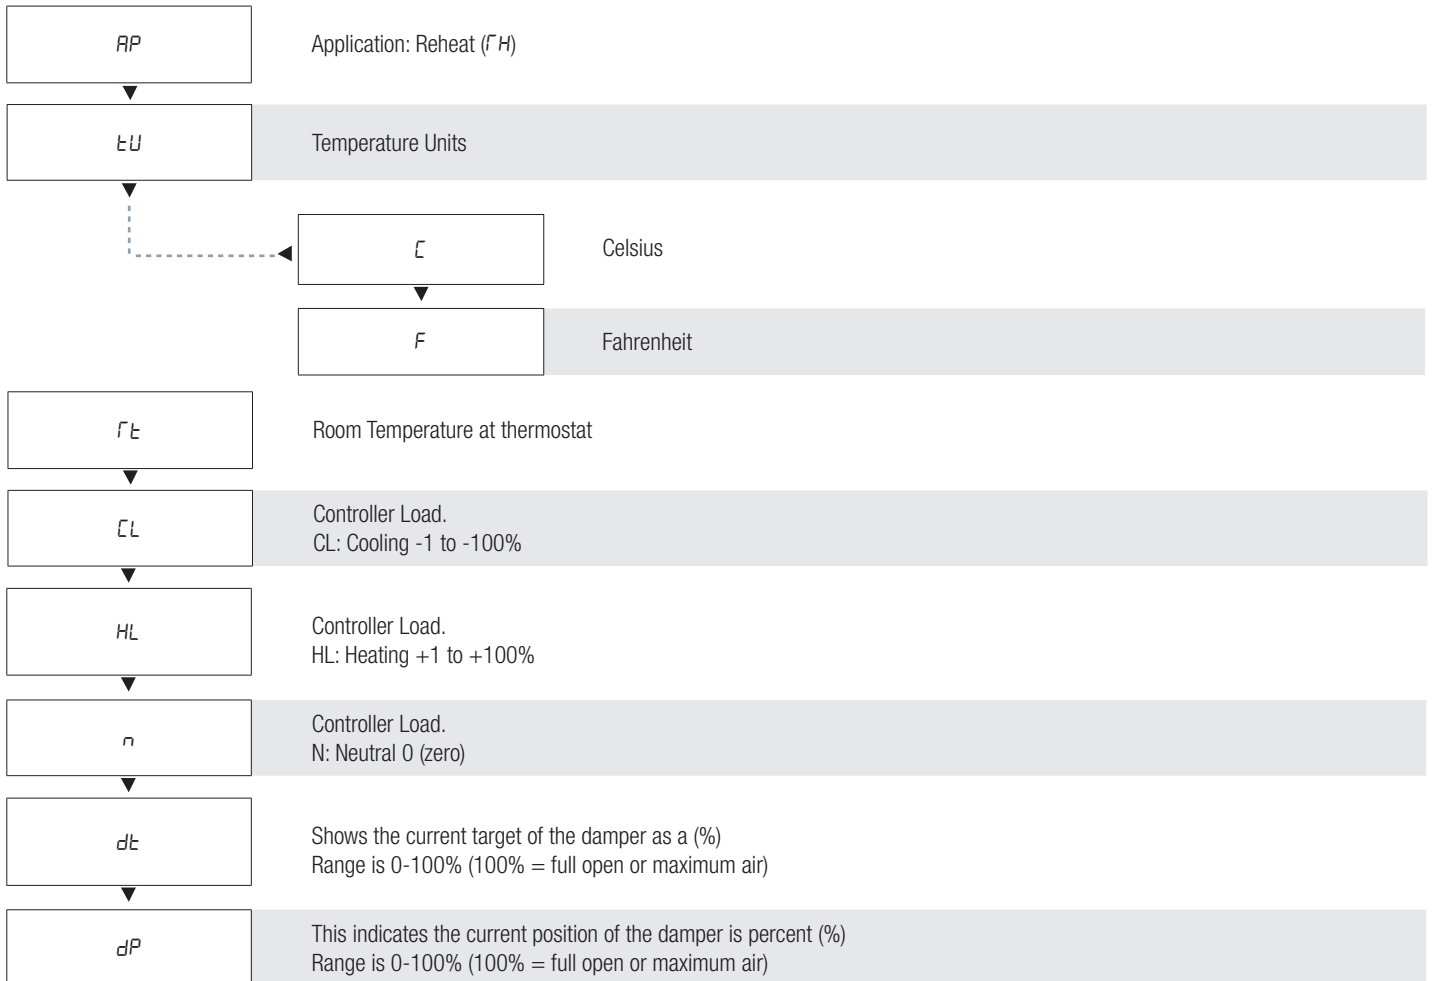 AP
Application: Reheat (rH)
tU
Temperature Units
C
Celsius
F
Fahrenheit
rt
Room Temperature at thermostat
CL
Controller Load.
CL: Cooling -1 to -100%
HL
Controller Load.
HL: Heating +1 to +100%
n
Controller Load.
N: Neutral 0 (zero)
dt
Shows the current target of the damper as a (%)
Range is 0-100% (100% = full open or maximum air)
dP
This indicates the current position of the damper is percent (%)
Range is 0-100% (100% = full open or maximum air)